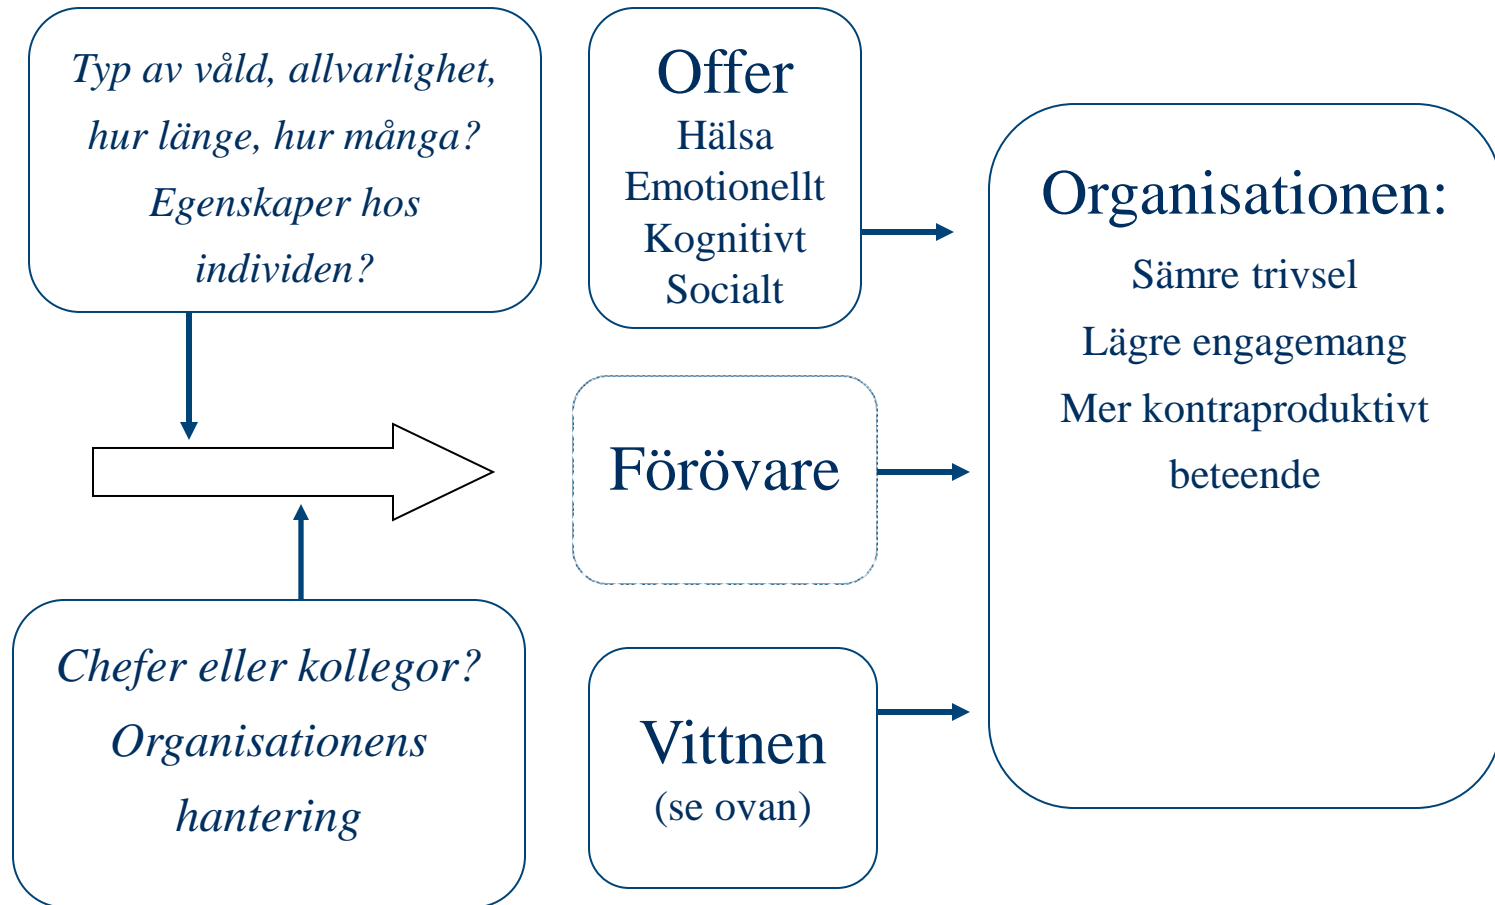 Typ av våld, allvarlighet,
hur länge, hur många?
Egenskaper hos
individen?
Offer
Hälsa
Emotionellt
Kognitivt
Socialt
Organisationen:
Sämre trivsel
Lägre engagemang
Mer kontraproduktivt
beteende
Förövare
Chefer eller kollegor?
Organisationens
hantering
Vittnen
(se ovan)